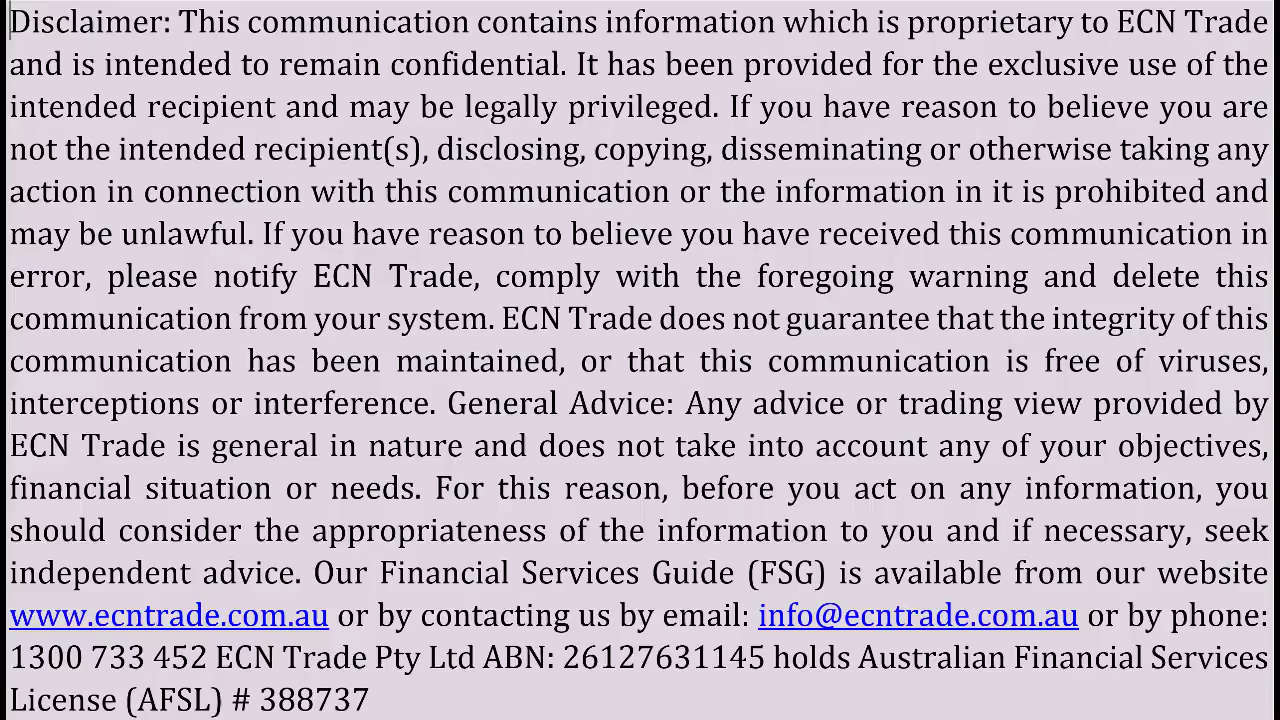 Disclaimer: This communication contains information which is proprietary to ECN Trade
and is intended to remain confidential. It has been provided for the exclusive use of the
intended recipient and may be legally privileged. If you have reason to believe you are
not the intended recipient(s), disclosing, copying, disseminating or otherwise taking any
action in connection with this communication or the information in it is prohibited and
may be unlawful. If you have reason to believe you have received this communication in
error, please notify ECN Trade, comply with the foregoing warning and delete this
communication from your system. ECN Trade does not guarantee that the integrity of this
communication has been maintained, or that this communication is free of viruses,
interceptions or interference. General Advice: Any advice or trading view provided by
ECN Trade is general in nature and does not take into account any of your objectives,
financial situation or needs. For this reason, before you act on any information, you
should consider the appropriateness of the information to you and if necessary, seek
independent advice. Our Financial Services Guide (FSG) is available from our website
www.ecntrade.com.au or by contacting us by email: info@ecntrade.com.au or by phone:
1300 733 452 ECN Trade Pty Ltd ABN: 26127631145 holds Australian Financial Services
License (AFSL) # 388737